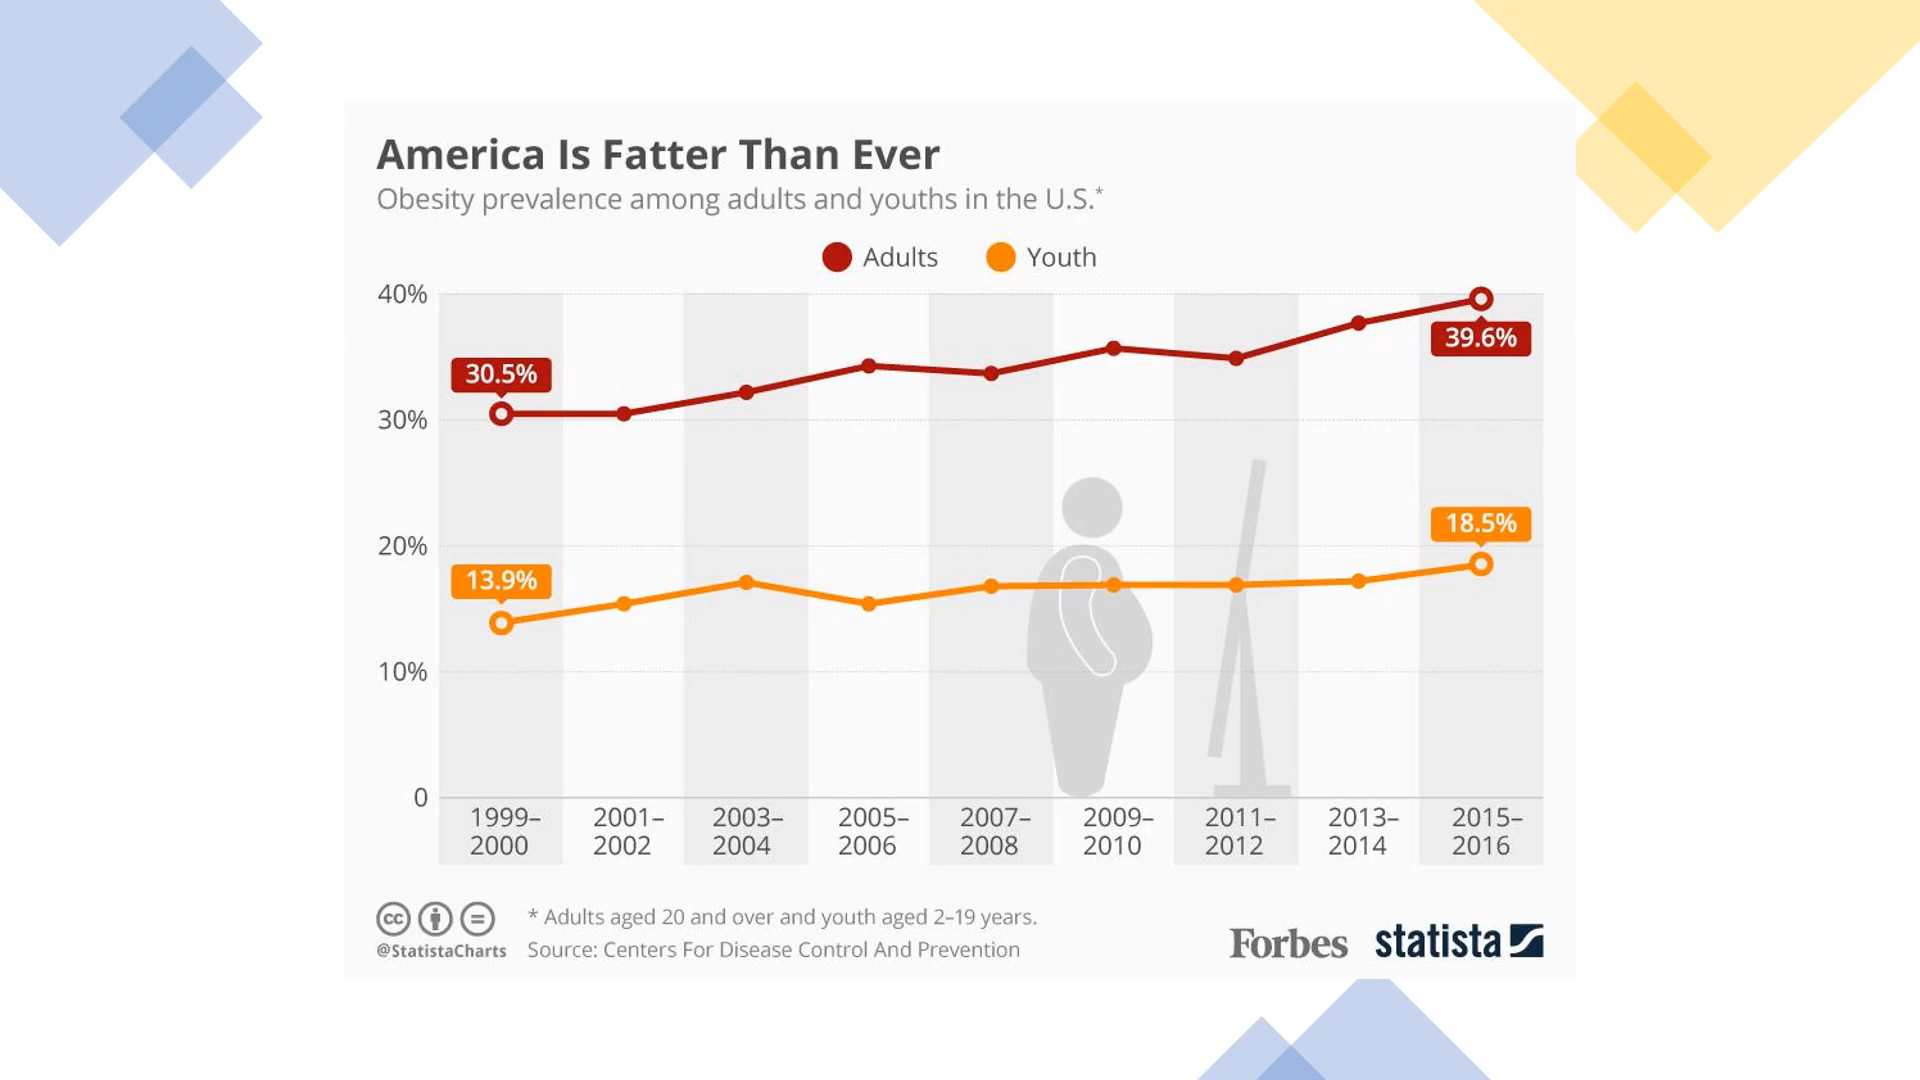 America Is Fatter Than Ever
Obesity prevalence among adults and youths in the U.S.*
Adults
Youth
40%
30%
20%
10%
0
30.5%
39.6%
13.9%
18.5%
1999–
2000
2001–
2002
2003–
2004
2005–
2006
2007–
2008
2009–
2010
2011–
2012
2013–
2014
2015–
2016
cc
@StatistaCharts
* Adults aged 20 and over and youth aged 2–19 years.
Source: Centers For Disease Control And Prevention
Forbes
statista